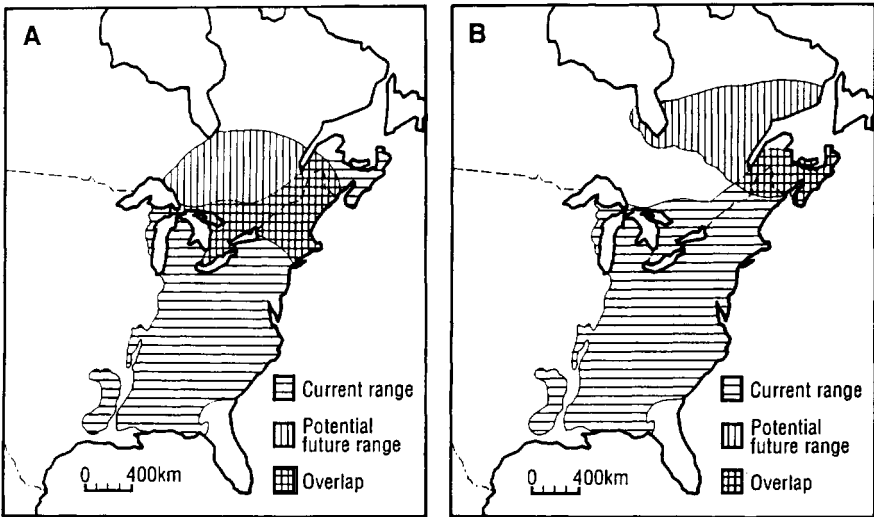 A
Current range
Potential
future range
0 400km
Overlap
B
Current range
Potential
future range
0 400km
Overlap